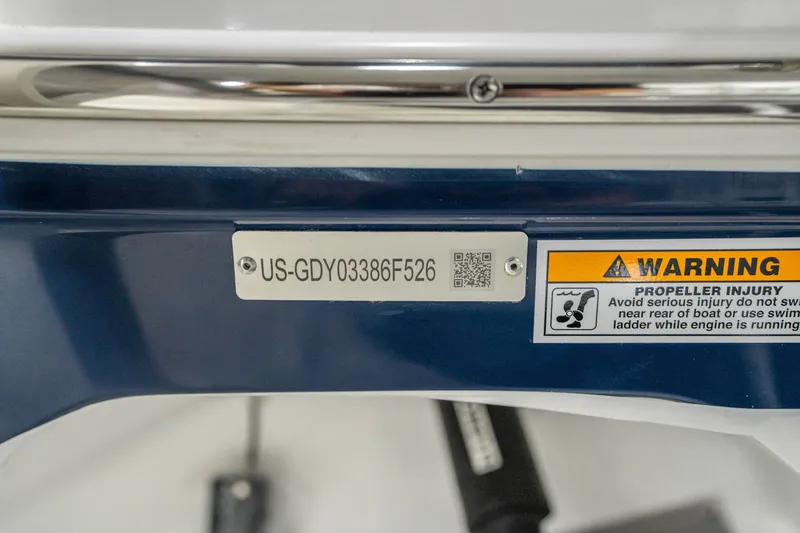 US-GDY03386F526
WARNING
PROPELLER INJURY
Avoid serious injury do not
near rear of boat or use swim
ladder while engine is running